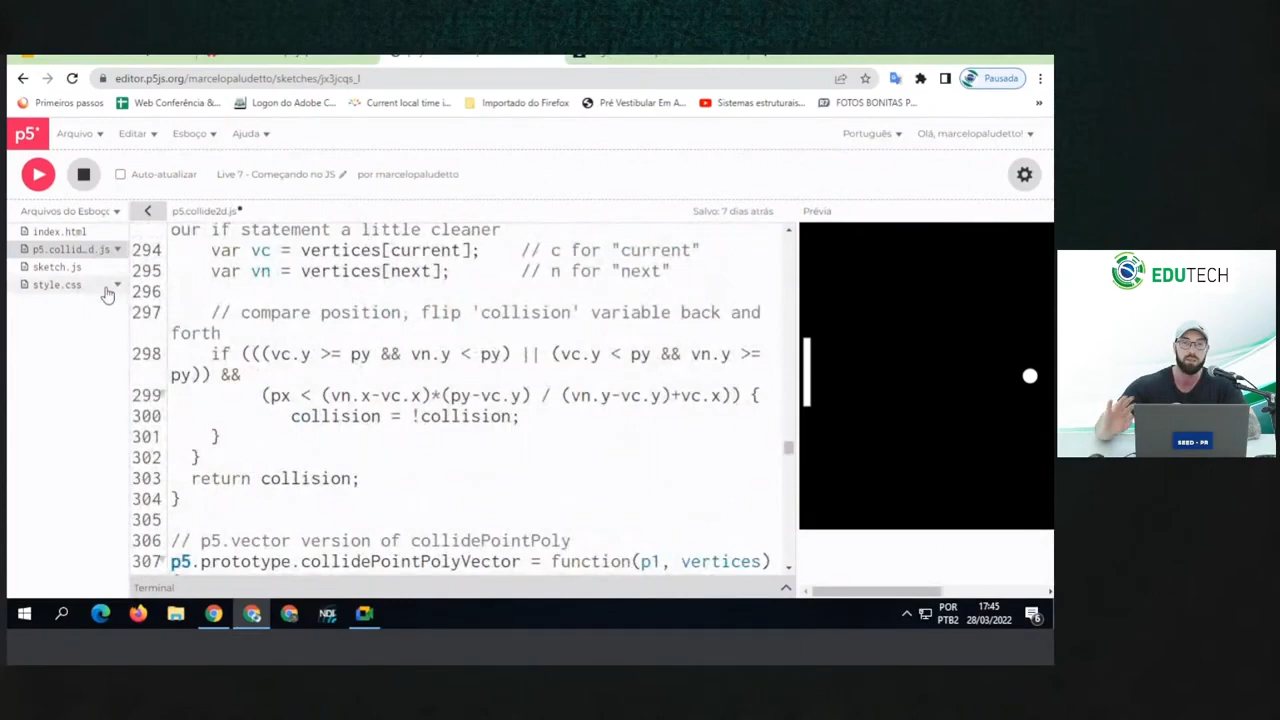 editor.p5js.org/marcelopaludetto/sketches/jx3jcqs_l
Pausada
Primeiros passos
Web Conferência &...
Logon do Adobe C...
Current local time i...
Importado do Firefox
Pré Vestibular Em A...
Sistemas estruturais...
FOTOS BONITAS P...
»
p5*
Arquivo
Editar
Esboço
Ajuda
Português
Olá, marcelopaludetto!
Auto-atualizar
Live 7 - Começando no JS
por marcelopaludetto
Arquivos do Esboço
p5.collide2d.js
Salvo: 7 dias atrás
Prévia
index.html
p5.collid...d.js
sketch.js
style.css
our if statement a little cleaner
294 var vc = vertices[current]; // c for "current"
295 var vn = vertices[next]; // n for "next"
296
297 // compare position, flip 'collision' variable back and
forth
298 if (((vc.y >= py && vn.y < py) || (vc.y < py && vn.y >=
py)) &&
299 (px < (vn.x-vc.x)*(py-vc.y) / (vn.y-vc.y)+vc.x)) {
300 collision = !collision;
301 }
302 }
303 return collision;
304 }
305
306 // p5.vector version of collidePointPoly
307 p5.prototype.collidePointPolyVector = function(p1, vertices)
Terminal
NDI
POR
PTB2
17:45
28/03/2022
6
EDUTECH
SEED - PR